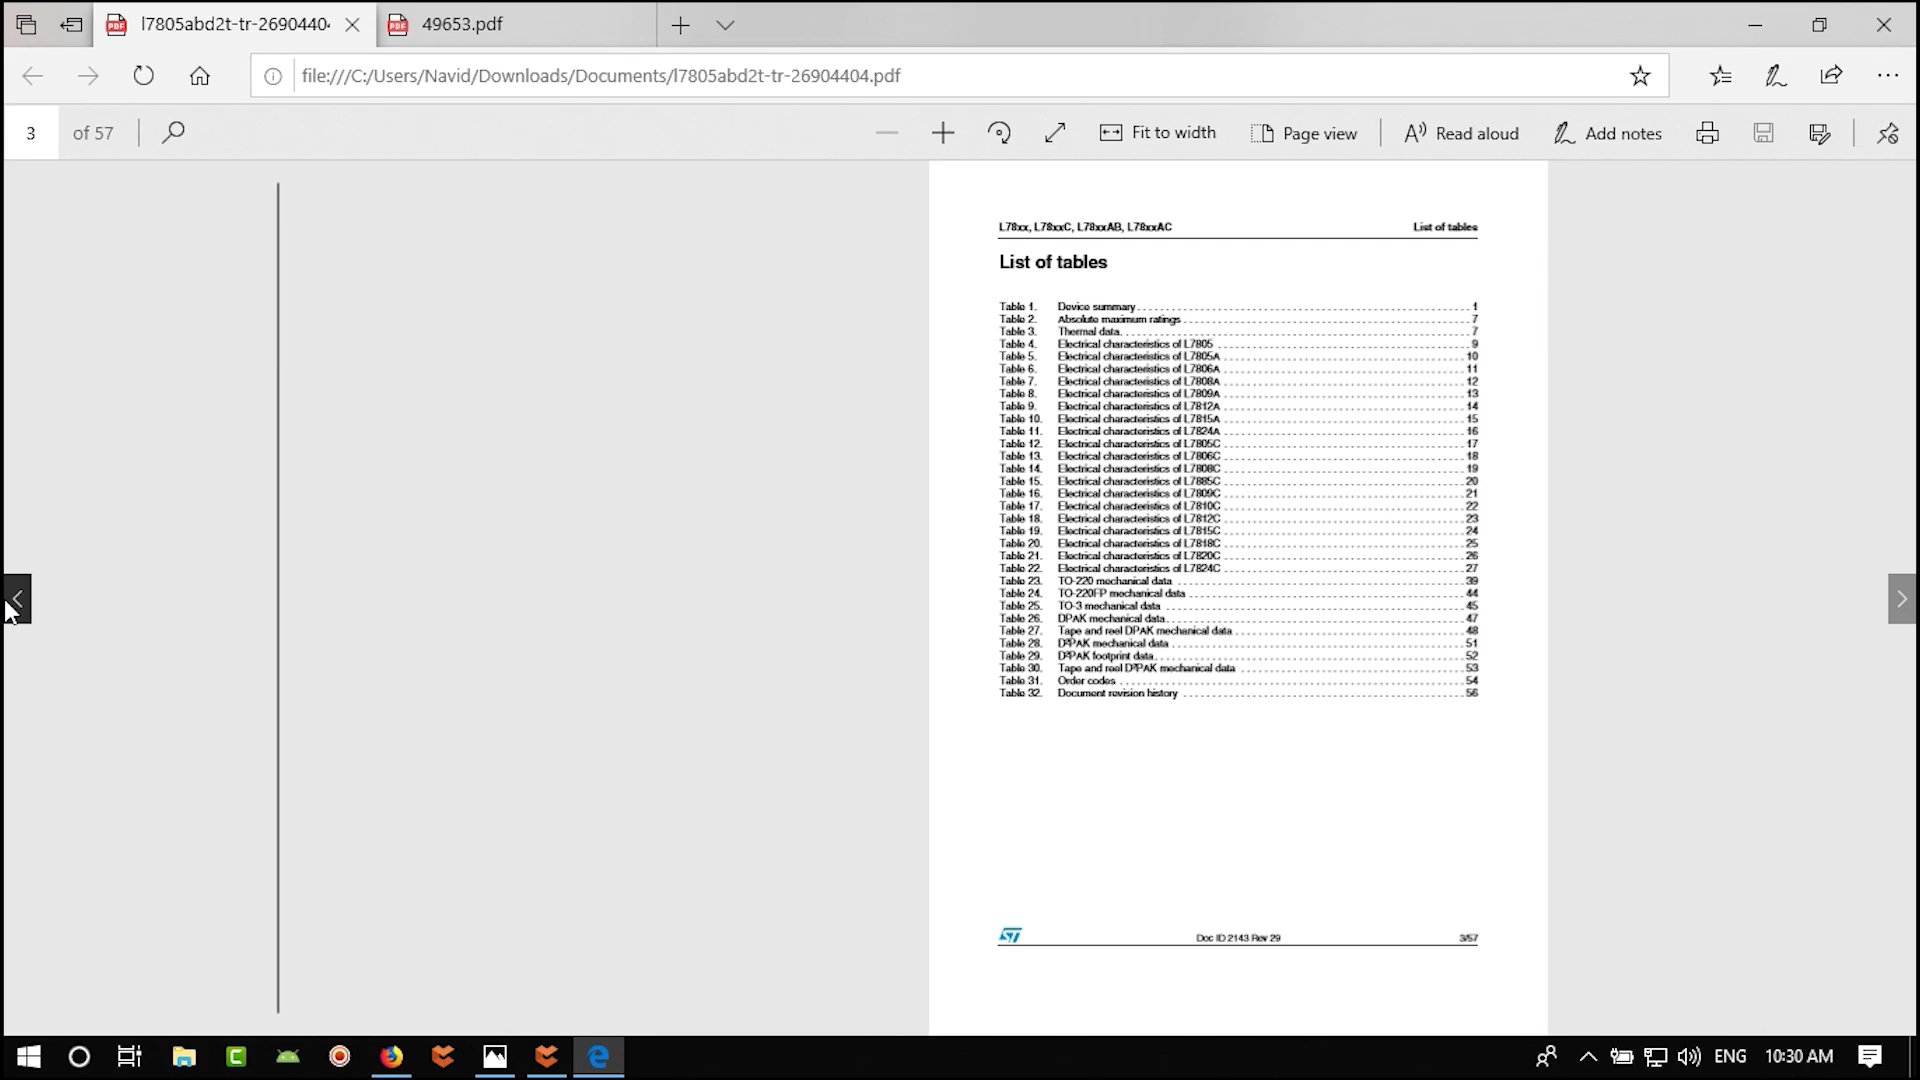 l7805abd2t-tr-2690440
49653.pdf
file:///C:/Users/Navid/Downloads/Documents/l7805abd2t-tr-26904404.pdf
3 of 57
Fit to width
Page view
Read aloud
Add notes
L78xx, L78xxC, L78xxAB, L78xxAC List of tables
List of tables
Table 1. Device summary 1
Table 2. Absolute maximum ratings 7
Table 3. Thermal data 7
Table 4. Electrical characteristics of L7805 9
Table 5. Electrical characteristics of L7805A 10
Table 6. Electrical characteristics of L7806A 11
Table 7. Electrical characteristics of L7808A 12
Table 8. Electrical characteristics of L7809A 13
Table 9. Electrical characteristics of L7812A 14
Table 10. Electrical characteristics of L7815A 15
Table 11. Electrical characteristics of L7824A 16
Table 12. Electrical characteristics of L7805C 17
Table 13. Electrical characteristics of L7806C 18
Table 14. Electrical characteristics of L7808C 19
Table 15. Electrical characteristics of L7885C 20
Table 16. Electrical characteristics of L7809C 21
Table 17. Electrical characteristics of L7810C 22
Table 18. Electrical characteristics of L7812C 23
Table 19. Electrical characteristics of L7815C 24
Table 20. Electrical characteristics of L7818C 25
Table 21. Electrical characteristics of L7820C 26
Table 22. Electrical characteristics of L7824C 27
Table 23. TO-220 mechanical data 39
Table 24. TO-220FP mechanical data 44
Table 25. TO-3 mechanical data 45
Table 26. DPAK mechanical data 47
Table 27. Tape and reel DPAK mechanical data 48
Table 28. D²PAK mechanical data 51
Table 29. D²PAK footprint data 52
Table 30. Tape and reel D²PAK mechanical data 53
Table 31. Order codes 54
Table 32. Document revision history 56
ST Doc ID 2143 Rev 29 3/57
ENG 10:30 AM